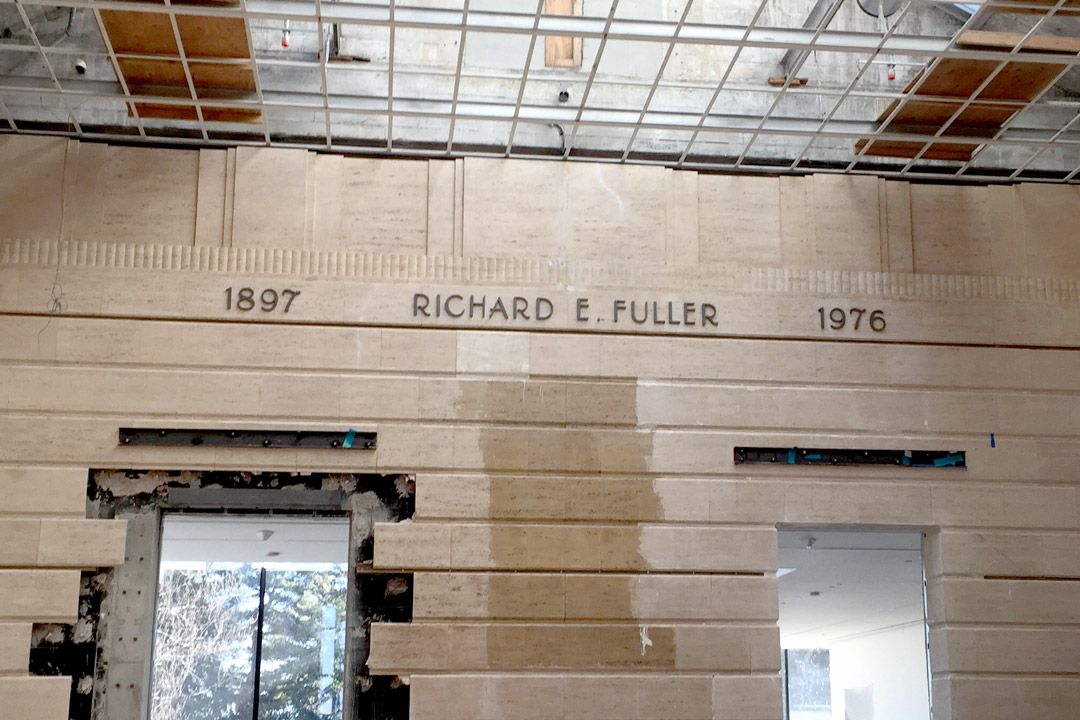 1897 RICHARD E. FULLER 1976